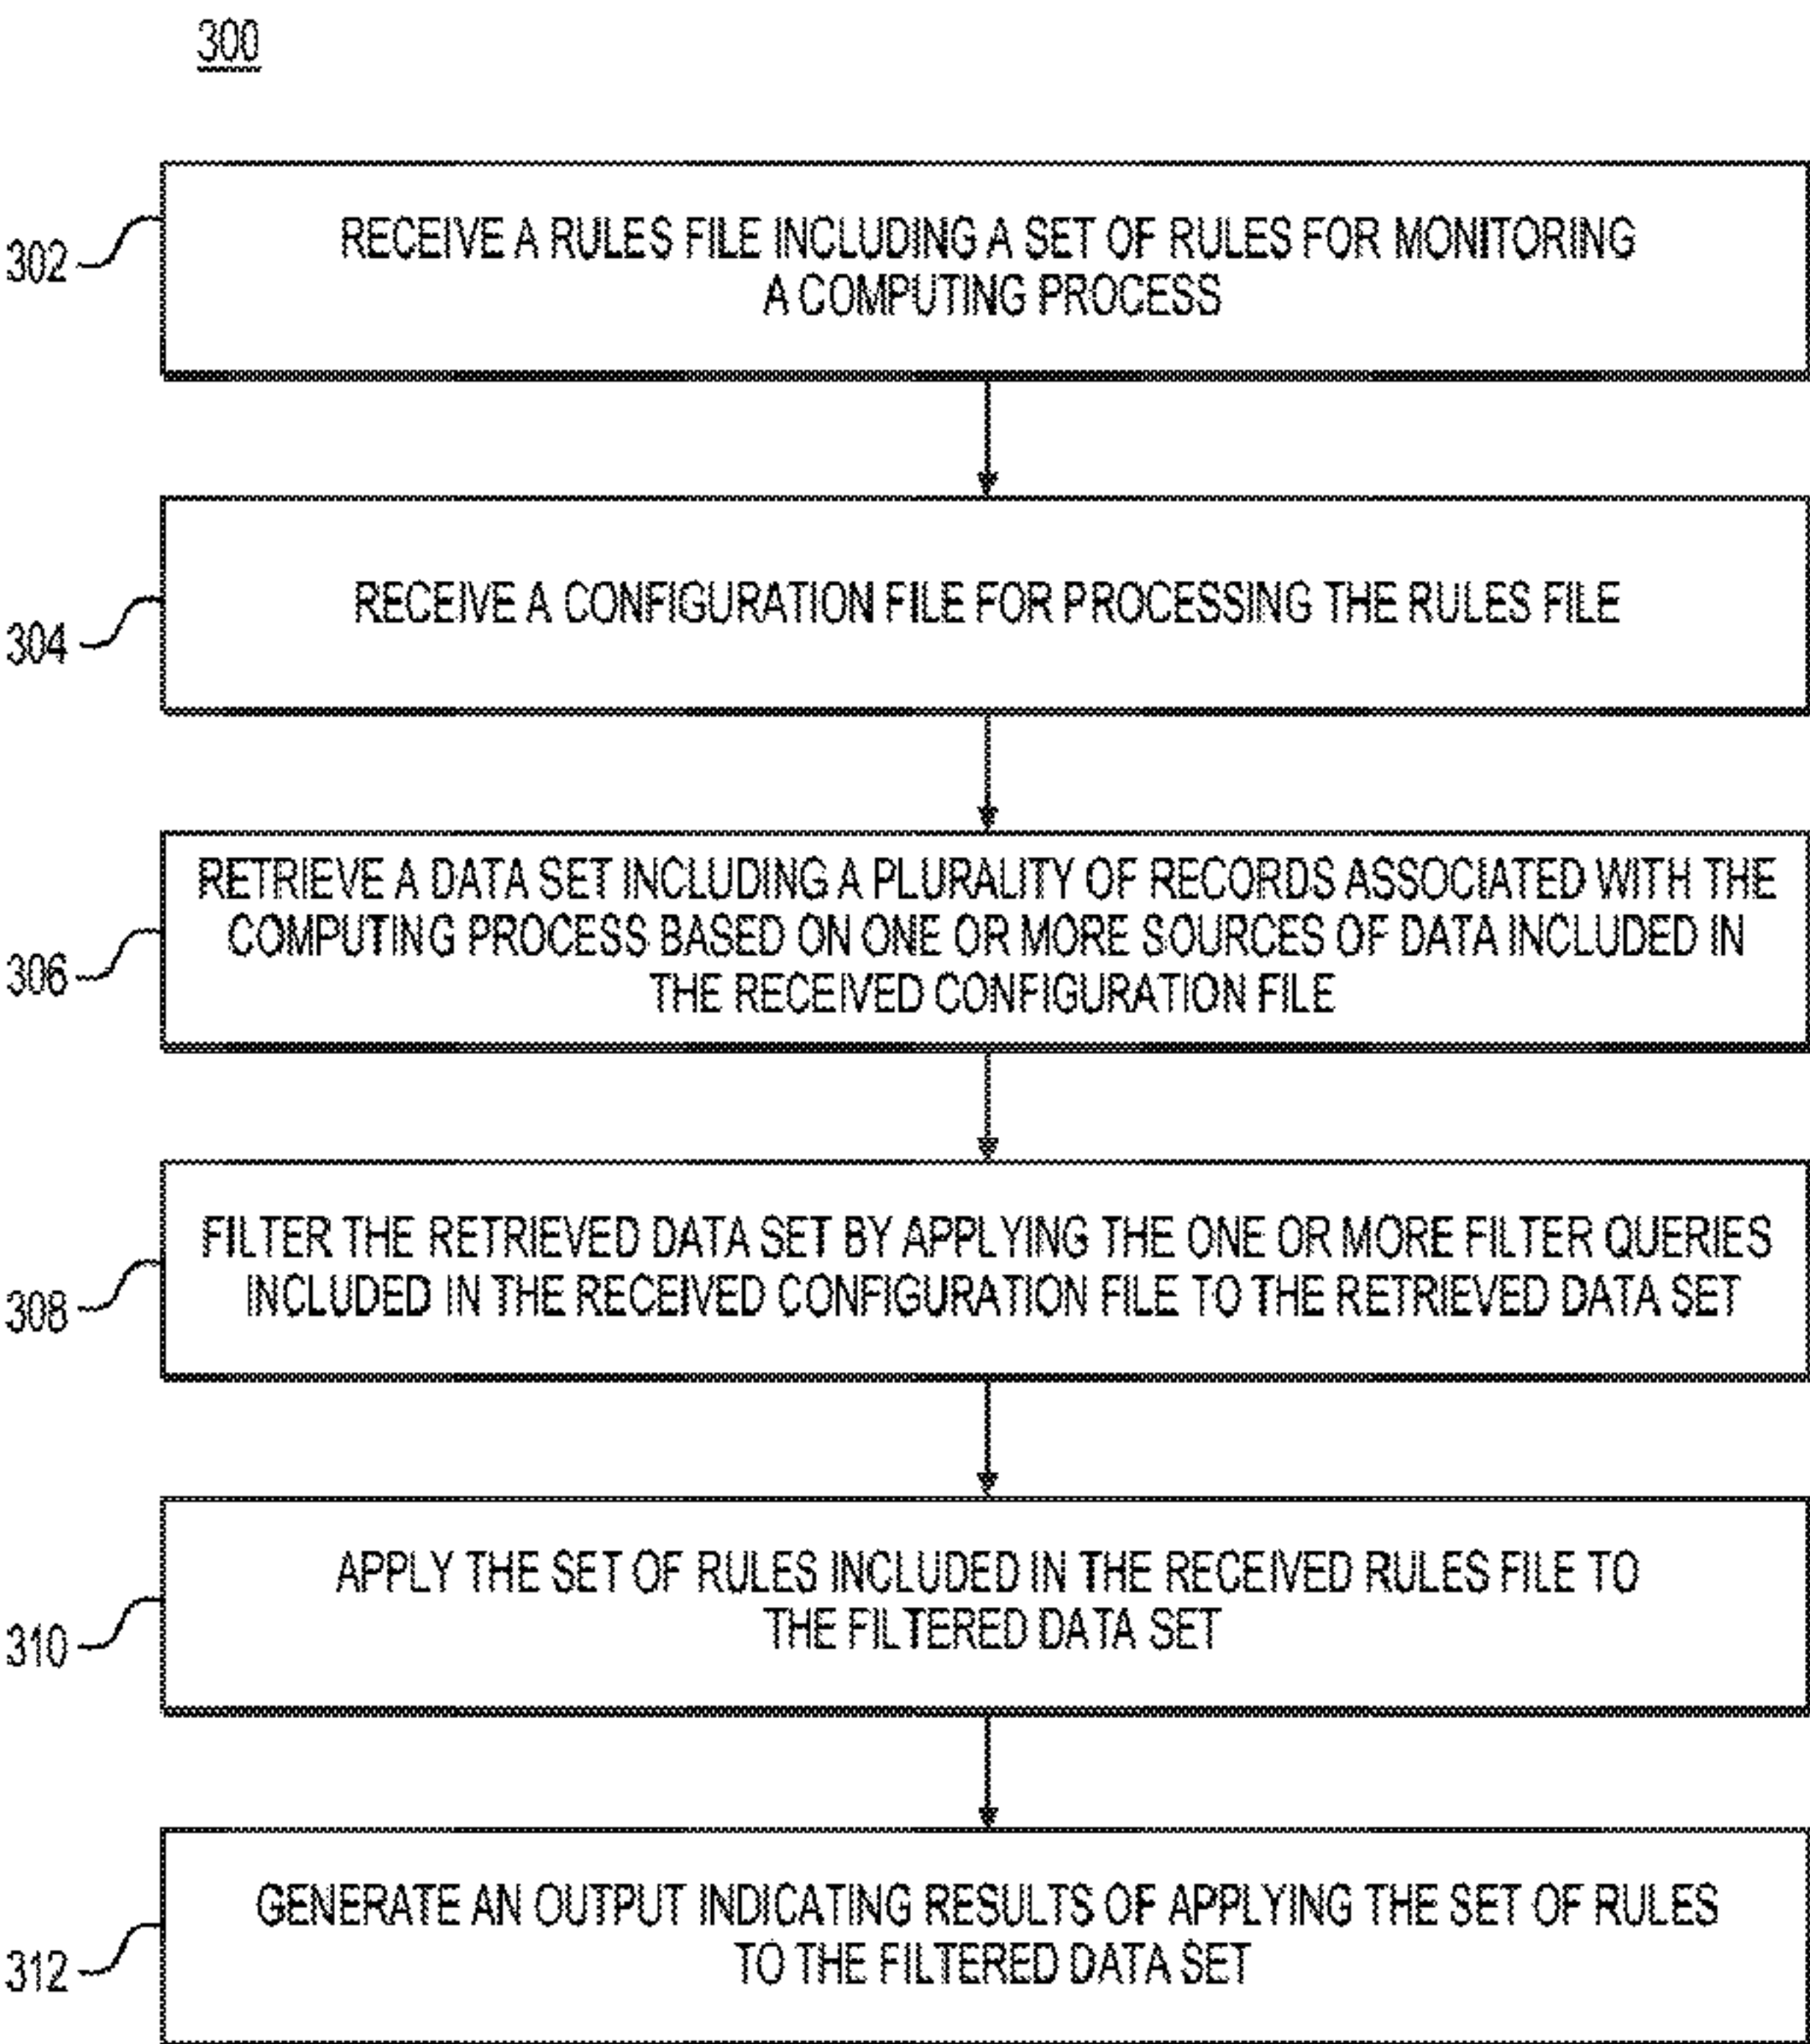 300
302
RECEIVE A RULES FILE INCLUDING A SET OF RULES FOR MONITORING
A COMPUTING PROCESS
304
RECEIVE A CONFIGURATION FILE FOR PROCESSING THE RULES FILE
306
RETRIEVE A DATA SET INCLUDING A PLURALITY OF RECORDS ASSOCIATED WITH THE
COMPUTING PROCESS BASED ON ONE OR MORE SOURCES OF DATA INCLUDED IN
THE RECEIVED CONFIGURATION FILE
308
FILTER THE RETRIEVED DATA SET BY APPLYING THE ONE OR MORE FILTER QUERIES
INCLUDED IN THE RECEIVED CONFIGURATION FILE TO THE RETRIEVED DATA SET
310
APPLY THE SET OF RULES INCLUDED IN THE RECEIVED RULES FILE TO
THE FILTERED DATA SET
312
GENERATE AN OUTPUT INDICATING RESULTS OF APPLYING THE SET OF RULES
TO THE FILTERED DATA SET